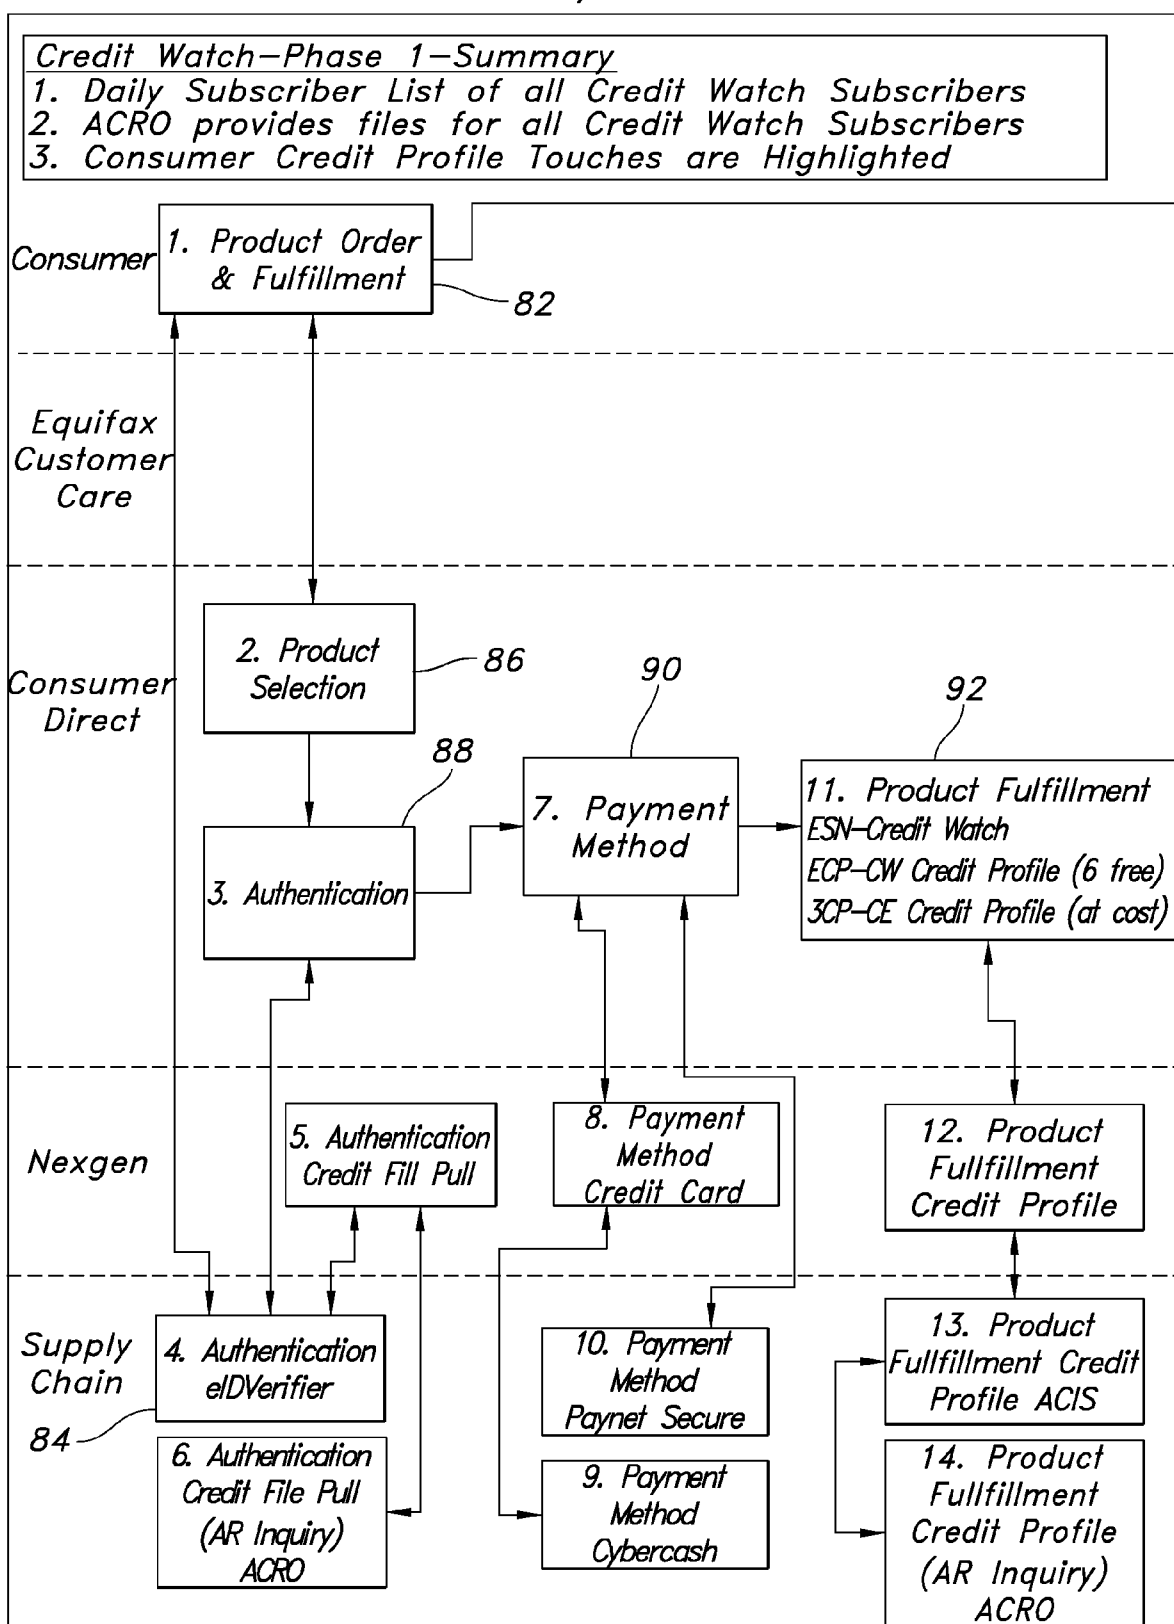 Credit Watch-Phase 1-Summary
1. Daily Subscriber List of all Credit Watch Subscribers
2. ACRO provides files for all Credit Watch Subscribers
3. Consumer Credit Profile Touches are Highlighted
Consumer
1. Product Order
& Fulfillment
82
Equifax
Customer
Care
Consumer
Direct
2. Product
Selection
86
88
3. Authentication
90
7. Payment
Method
92
11. Product Fulfillment
ESN-Credit Watch
ECP-CW Credit Profile (6 free)
3CP-CE Credit Profile (at cost)
Nexgen
5. Authentication
Credit Fill Pull
8. Payment
Method
Credit Card
12. Product
Fullfillment
Credit Profile
Supply
Chain
84
4. Authentication
eIDVerifier
6. Authentication
Credit File Pull
(AR Inquiry)
ACRO
10. Payment
Method
Paynet Secure
9. Payment
Method
Cybercash
13. Product
Fullfillment Credit
Profile ACIS
14. Product
Fullfillment
Credit Profile
(AR Inquiry)
ACRO